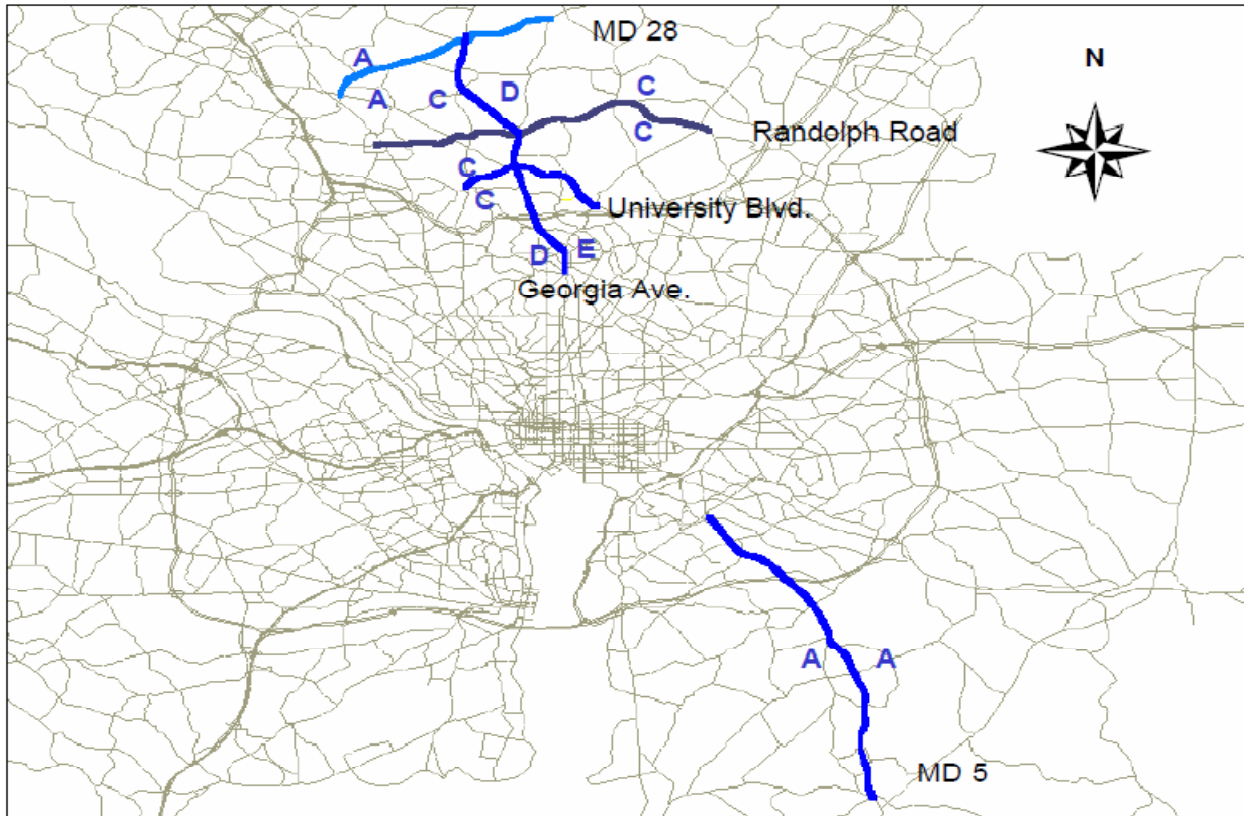 MD 28
A
N
A
C
D
C
Randolph Road
C
C
C
University Blvd.
D
E
Georgia Ave.
A
A
MD 5